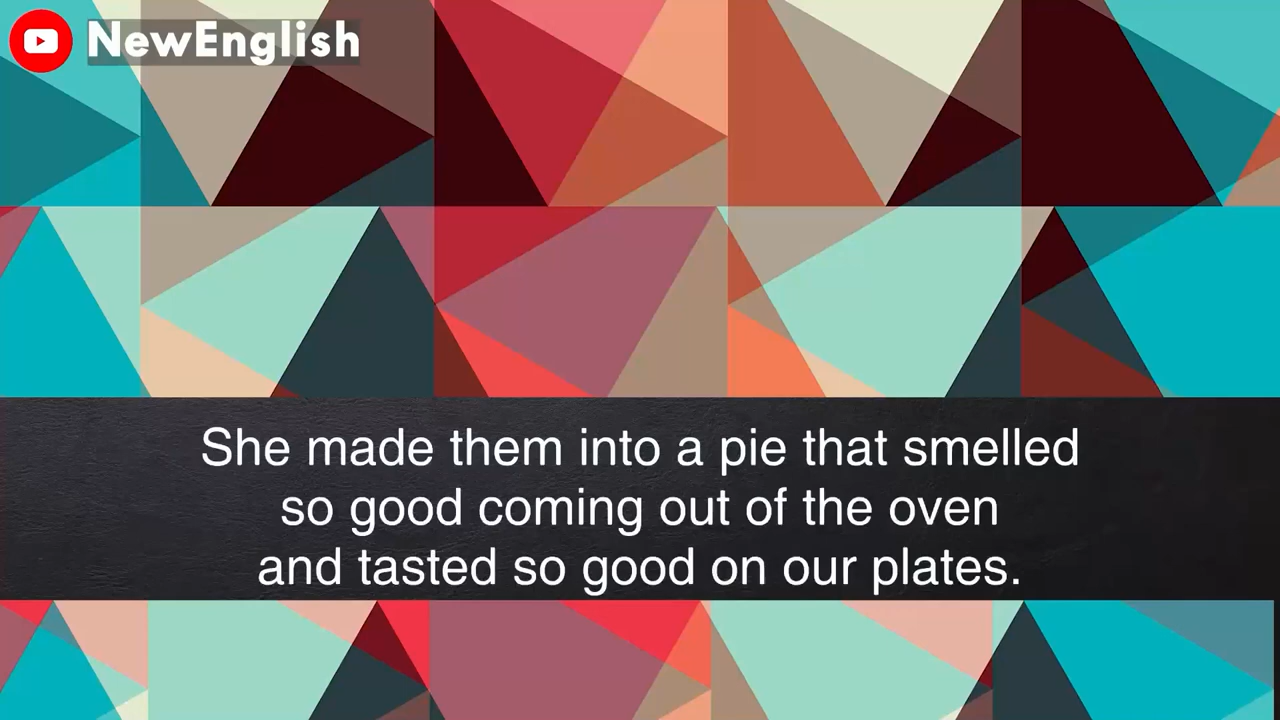 NewEnglish
She made them into a pie that smelled
so good coming out of the oven
and tasted so good on our plates.